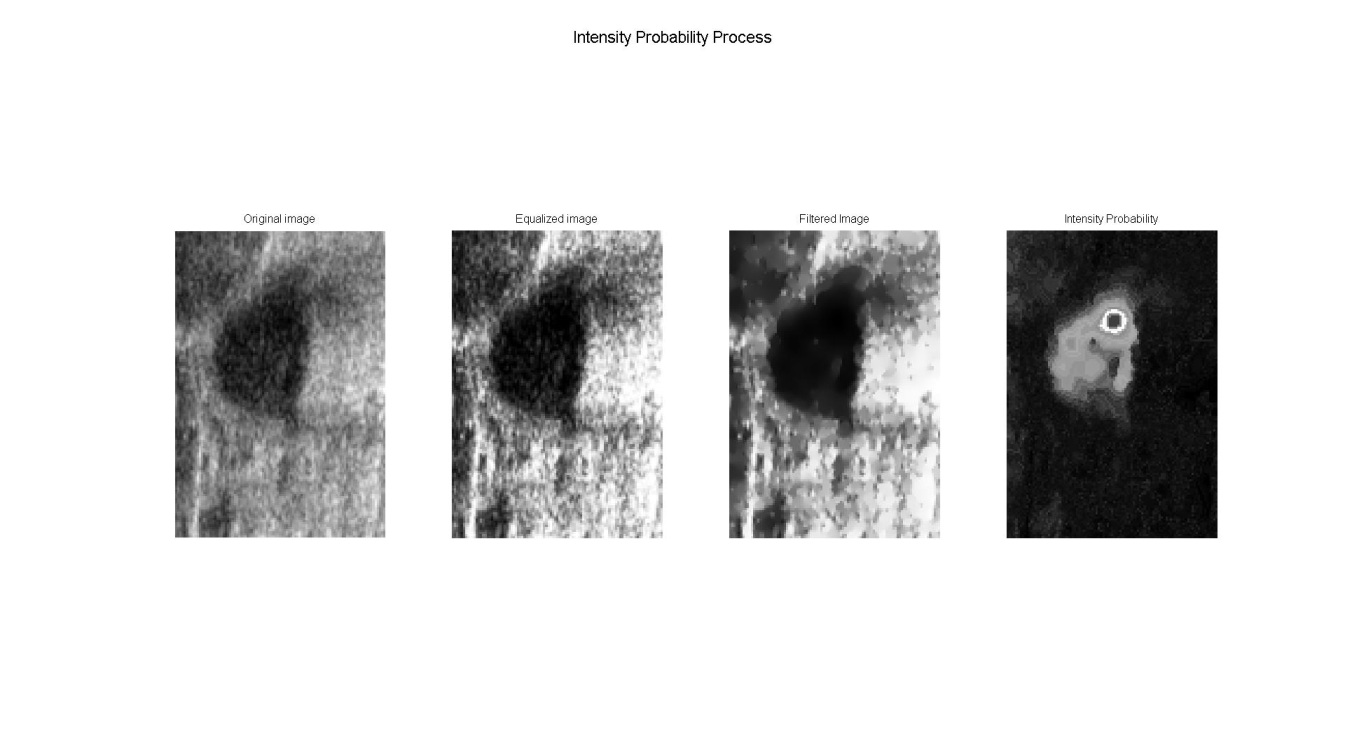 Intensity Probability Process
Original image
Equalized image
Filtered Image
Intensity Probability